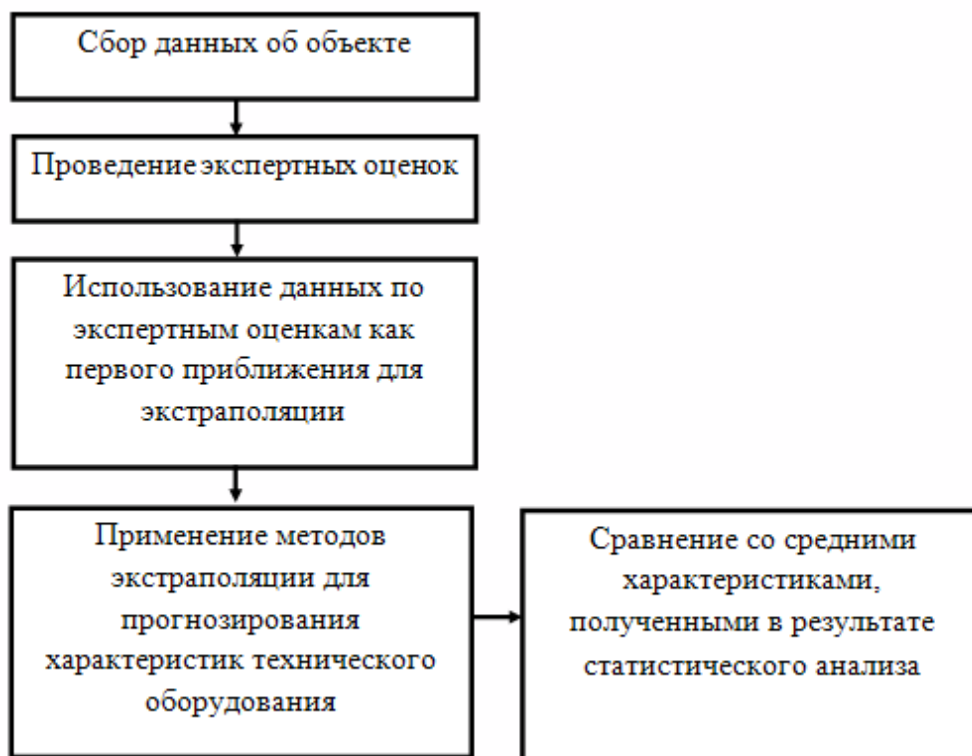 Сбор данных об объекте
Проведение экспертных оценок
Использование данных по
экспертным оценкам как
первого приближения для
экстраполяции
Применение методов
экстраполяции для
прогнозирования
характеристик технического
оборудования
Сравнение со средними
характеристиками,
полученными в результате
статистического анализа